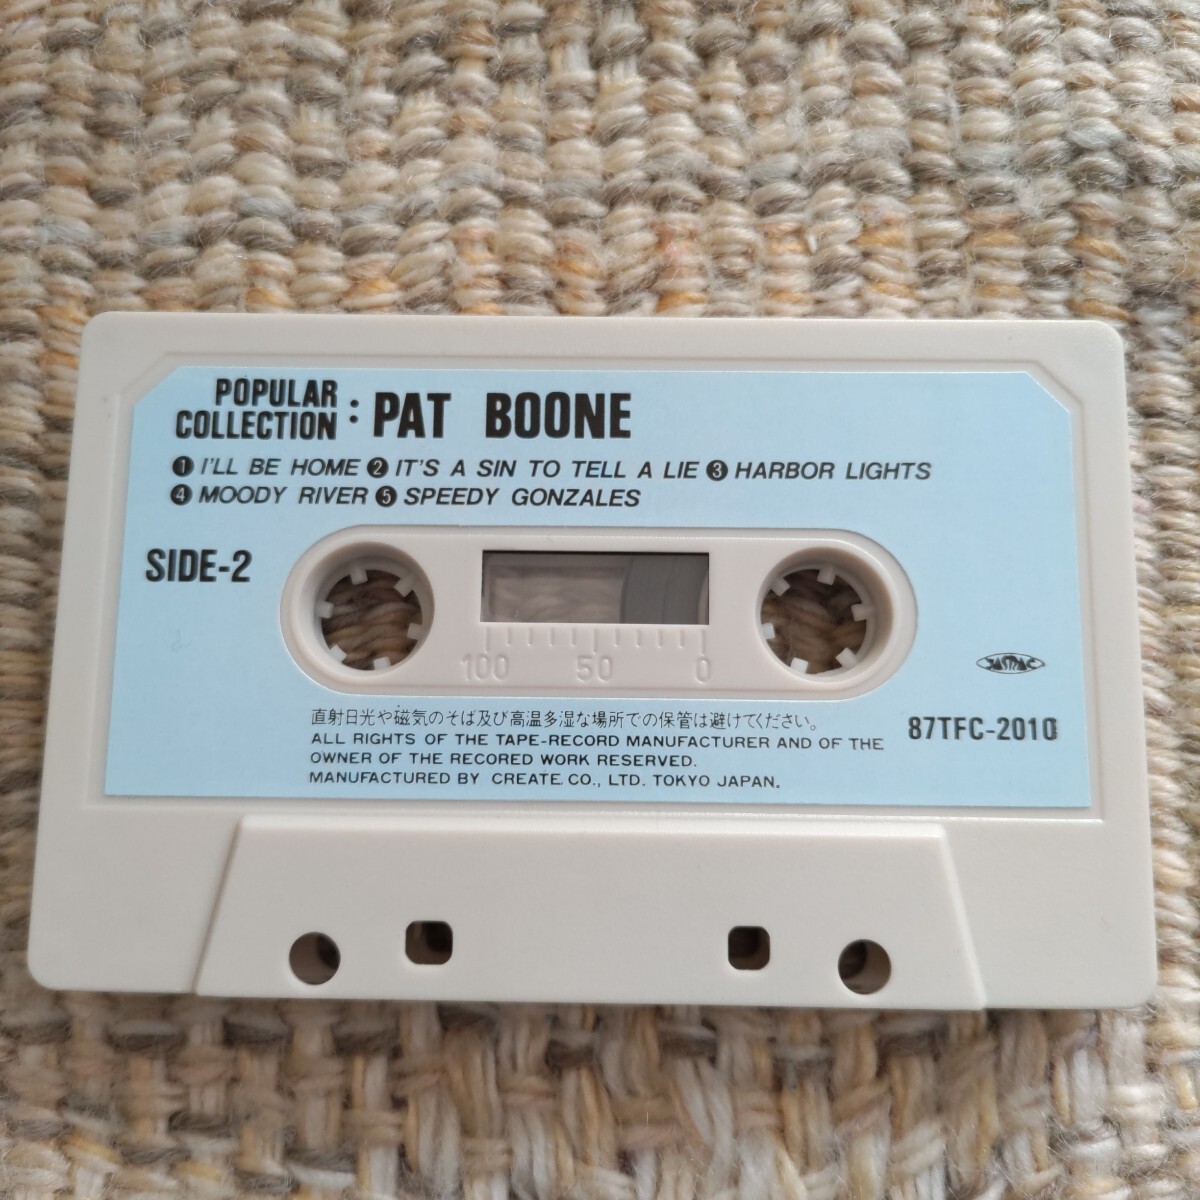 POPULAR
COLLECTION : PAT BOONE
❶ I'LL BE HOME ❷ IT'S A SIN TO TELL A LIE ❸ HARBOR LIGHTS
❹ MOODY RIVER ❺ SPEEDY GONZALES
SIDE-2
100 50 0
JASRAC
直射日光や磁気のそば及び高温多湿な場所での保管は避けてください。
87TFC-2010
ALL RIGHTS OF THE TAPE-RECORD MANUFACTURER AND OF THE
OWNER OF THE RECORED WORK RESERVED.
MANUFACTURED BY CREATE CO., LTD. TOKYO JAPAN.